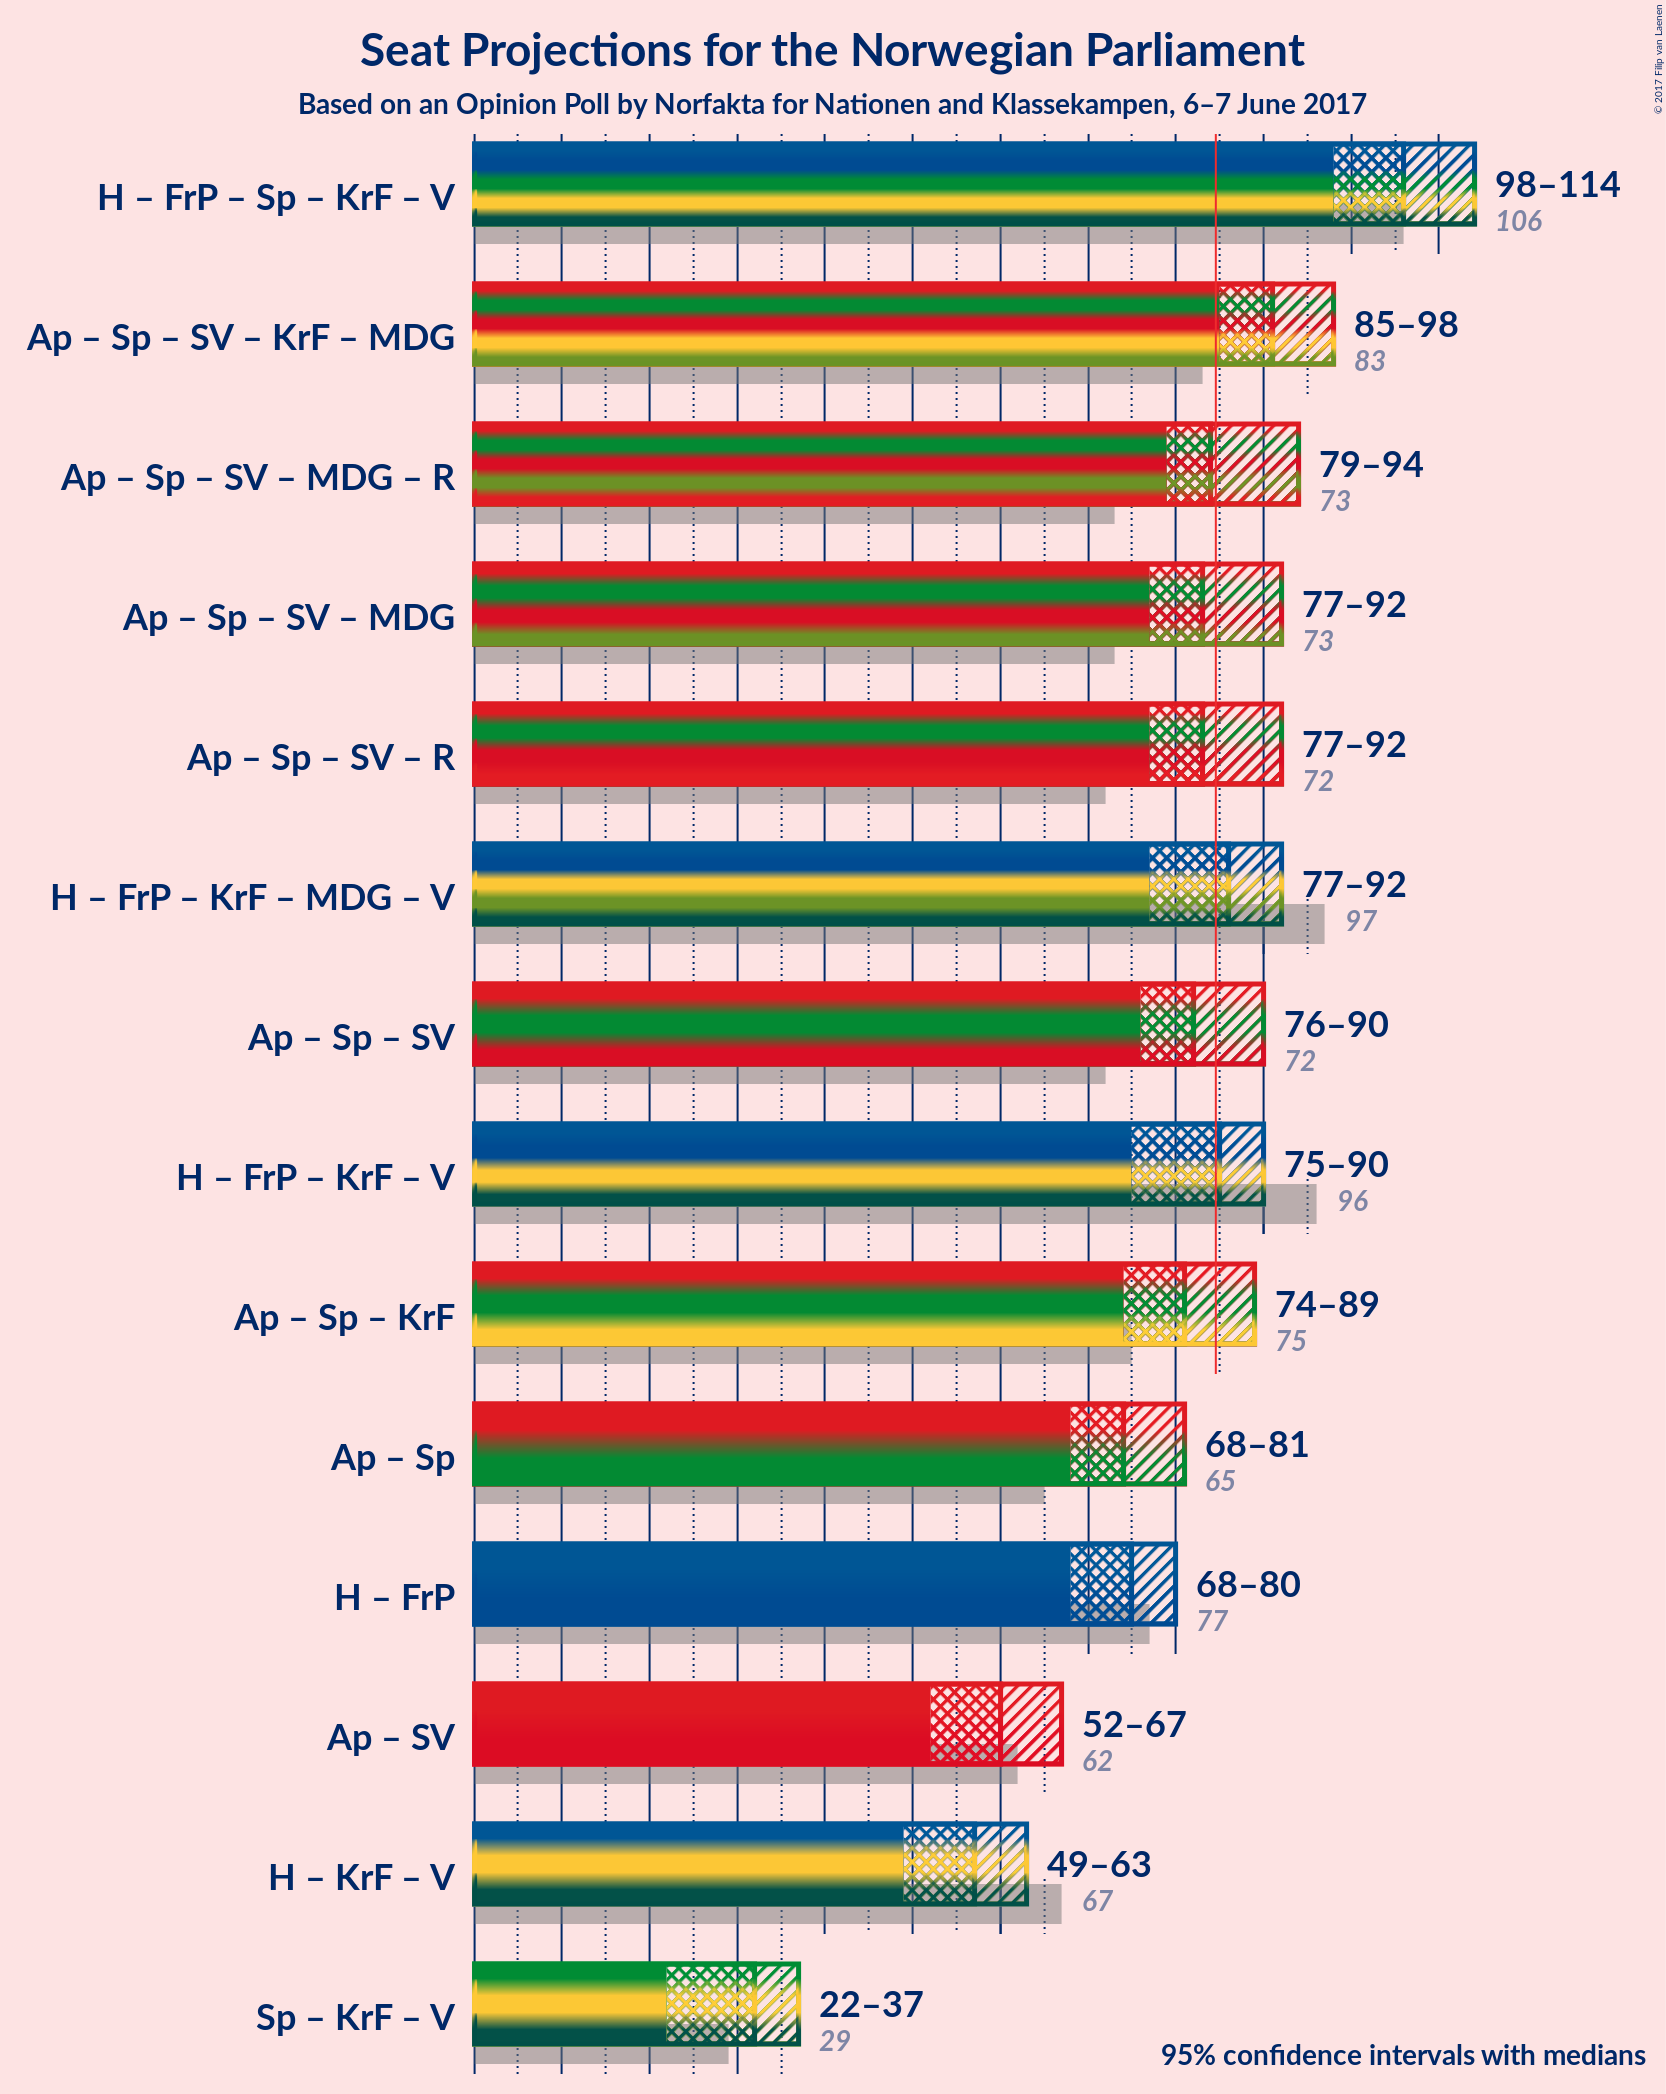 Seat Projections for the Norwegian Parliament
Based on an Opinion Poll by Norfakta for Nationen and Klassekampen, 6–7 June 2017
© 2017 Filip van Laenen
H – FrP – Sp – KrF – V
98–114
106
Ap – Sp – SV – KrF – MDG
85–98
83
Ap – Sp – SV – MDG – R
79–94
73
Ap – Sp – SV – MDG
77–92
73
Ap – Sp – SV – R
77–92
72
H – FrP – KrF – MDG – V
77–92
97
Ap – Sp – SV
76–90
72
H – FrP – KrF – V
75–90
96
Ap – Sp – KrF
74–89
75
Ap – Sp
68–81
65
H – FrP
68–80
77
Ap – SV
52–67
62
H – KrF – V
49–63
67
Sp – KrF – V
22–37
29
95% confidence intervals with medians